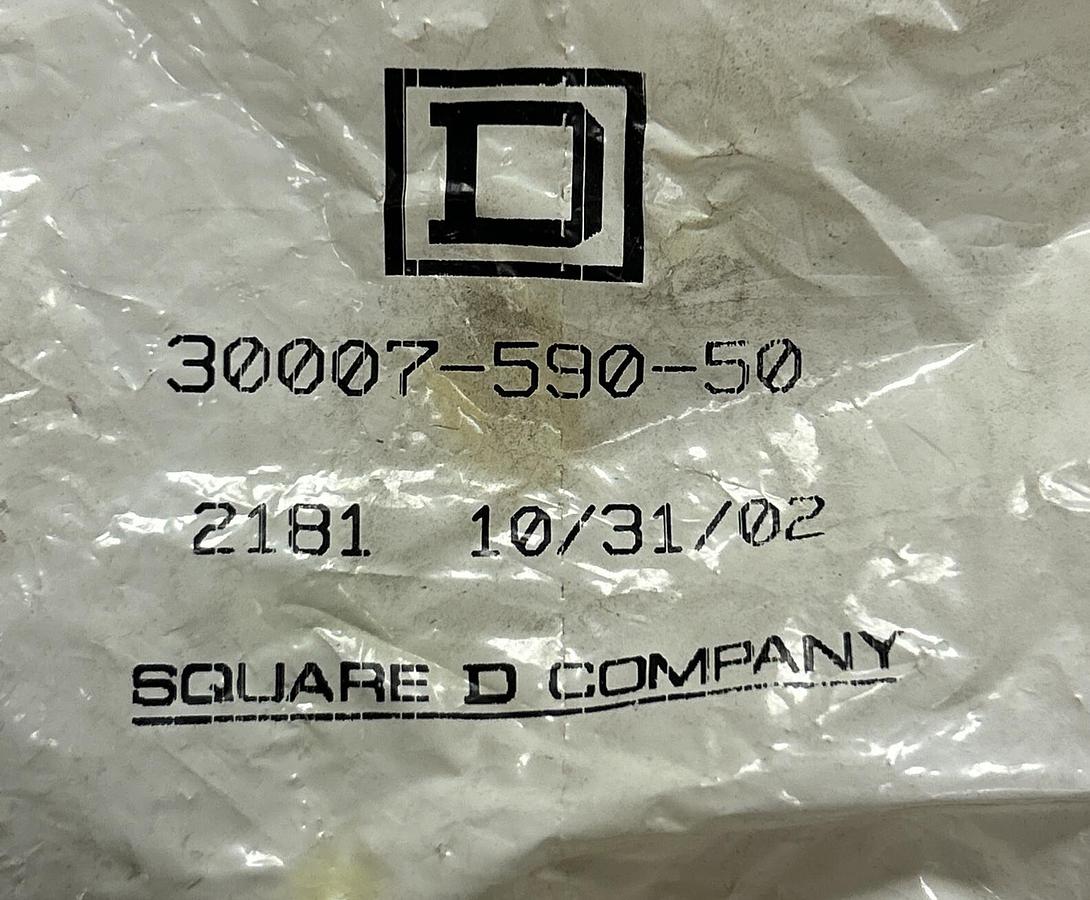 D
30007-590-50
2181 10/31/02
SQUARE D COMPANY